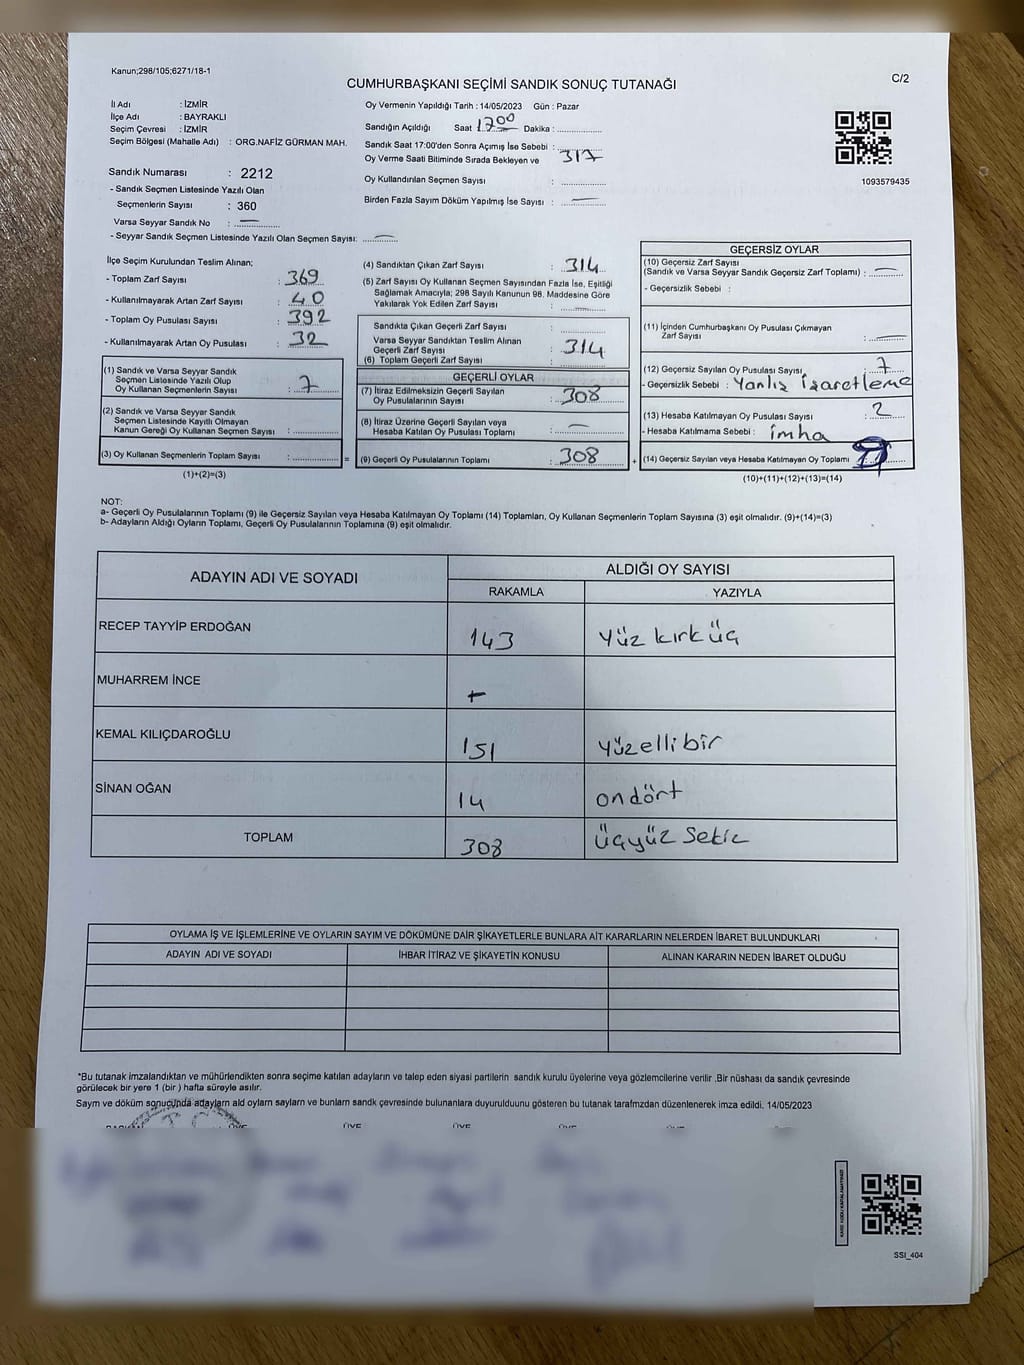 Kanun;298/105;6271/18-1
CUMHURBAŞKANI SEÇİMİ SANDIK SONUÇ TUTANAĞI
C/2
İl Adı : İZMİR
İlçe Adı : BAYRAKLI
Seçim Çevresi : İZMİR
Seçim Bölgesi (Mahalle Adı) : ORG.NAFİZ GÜRMAN MAH.
Sandık Numarası : 2212
- Sandık Seçmen Listesinde Yazılı Olan
Seçmenlerin Sayısı : 360
Varsa Seyyar Sandık No : —
- Seyyar Sandık Seçmen Listesinde Yazılı Olan Seçmen Sayısı: —
Oy Vermenin Yapıldığı Tarih : 14/05/2023 Gün : Pazar
Sandığın Açıldığı Saat 1700 Dakika : ..............
Sandık Saat 17:00'den Sonra Açımış İse Sebebi :
Oy Verme Saati Bitiminde Sırada Bekleyen ve 317
Oy Kullandırılan Seçmen Sayısı : ..............
Birden Fazla Sayım Döküm Yapılmış İse Sayısı : —
1093579435
İlçe Seçim Kurulundan Teslim Alınan;
- Toplam Zarf Sayısı : 369
- Kullanılmayarak Artan Zarf Sayısı : 40
- Toplam Oy Pusulası Sayısı : 392
- Kullanılmayarak Artan Oy Pusulası : 32
(1) Sandık ve Varsa Seyyar Sandık
Seçmen Listesinde Yazılı Olup
Oy Kullanan Seçmenlerin Sayısı : 7
(2) Sandık ve Varsa Seyyar Sandık
Seçmen Listesinde Kayıtlı Olmayan
Kanun Gereği Oy Kullanan Seçmen Sayısı : ..............
(3) Oy Kullanan Seçmenlerin Toplam Sayısı : ..............
(1)+(2)=(3)
=
(4) Sandıktan Çıkan Zarf Sayısı : 314
(5) Zarf Sayısı Oy Kullanan Seçmen Sayısından Fazla İse, Eşitliği
Sağlamak Amacıyla; 298 Sayılı Kanunun 98. Maddesine Göre
Yakılarak Yok Edilen Zarf Sayısı : —
Sandıkta Çıkan Geçerli Zarf Sayısı : ..............
Varsa Seyyar Sandıktan Teslim Alınan
Geçerli Zarf Sayısı : 314
(6) Toplam Geçerli Zarf Sayısı : ..............
GEÇERLİ OYLAR
(7) İtiraz Edilmeksizin Geçerli Sayılan
Oy Pusulalarının Sayısı : 308
(8) İtiraz Üzerine Geçerli Sayılan veya
Hesaba Katılan Oy Pusulaları Toplamı : —
(9) Geçerli Oy Pusulalarının Toplamı : 308
+
GEÇERSİZ OYLAR
(10) Geçersiz Zarf Sayısı
(Sandık ve Varsa Seyyar Sandık Geçersiz Zarf Toplamı) : —
- Geçersizlik Sebebi :
(11) İçinden Cumhurbaşkanı Oy Pusulası Çıkmayan
Zarf Sayısı : —
(12) Geçersiz Sayılan Oy Pusulası Sayısı : 7
- Geçersizlik Sebebi : Yanlız işaretleme
(13) Hesaba Katılmayan Oy Pusulası Sayısı : 2
- Hesaba Katılmama Sebebi : imha
(14) Geçersiz Sayılan veya Hesaba Katılmayan Oy Toplamı :
(10)+(11)+(12)+(13)=(14)
NOT:
a- Geçerli Oy Pusulalarının Toplamı (9) ile Geçersiz Sayılan veya Hesaba Katılmayan Oy Toplamı (14) Toplamları, Oy Kullanan Seçmenlerin Toplam Sayısına (3) eşit olmalıdır. (9)+(14)=(3)
b- Adayların Aldığı Oyların Toplamı, Geçerli Oy Pusulalarının Toplamına (9) eşit olmalıdır.
ADAYIN ADI VE SOYADI
ALDIĞI OY SAYISI
RAKAMLA YAZIYLA
RECEP TAYYİP ERDOĞAN 143 Yüz kırk üç
MUHARREM İNCE
KEMAL KILIÇDAROĞLU 151 yüzellibir
SİNAN OĞAN 14 ondört
TOPLAM 308 üçyüz Sekiz
OYLAMA İŞ VE İŞLEMLERİNE VE OYLARIN SAYIM VE DÖKÜMÜNE DAİR ŞİKAYETLERLE BUNLARA AİT KARARLARIN NELERDEN İBARET BULUNDUKLARI
ADAYIN ADI VE SOYADI İHBAR İTİRAZ VE ŞİKAYETİN KONUSU ALINAN KARARIN NEDEN İBARET OLDUĞU
*Bu tutanak imzalandıktan ve mühürlendikten sonra seçime katılan adayların ve talep eden siyasi partilerin sandık kurulu üyelerine veya gözlemcilerine verilir .Bir nüshası da sandık çevresinde
görülecek bir yere 1 (bir ) hafta süreyle asılır.
Sayım ve döküm sonuçunda adayların ald oyların sayları ve bunların sandk çevresinde bulunanlara duyurulduunu gösteren bu tutanak tarafmzdan düzenlenerek imza edildi. 14/05/2023
SSI_404